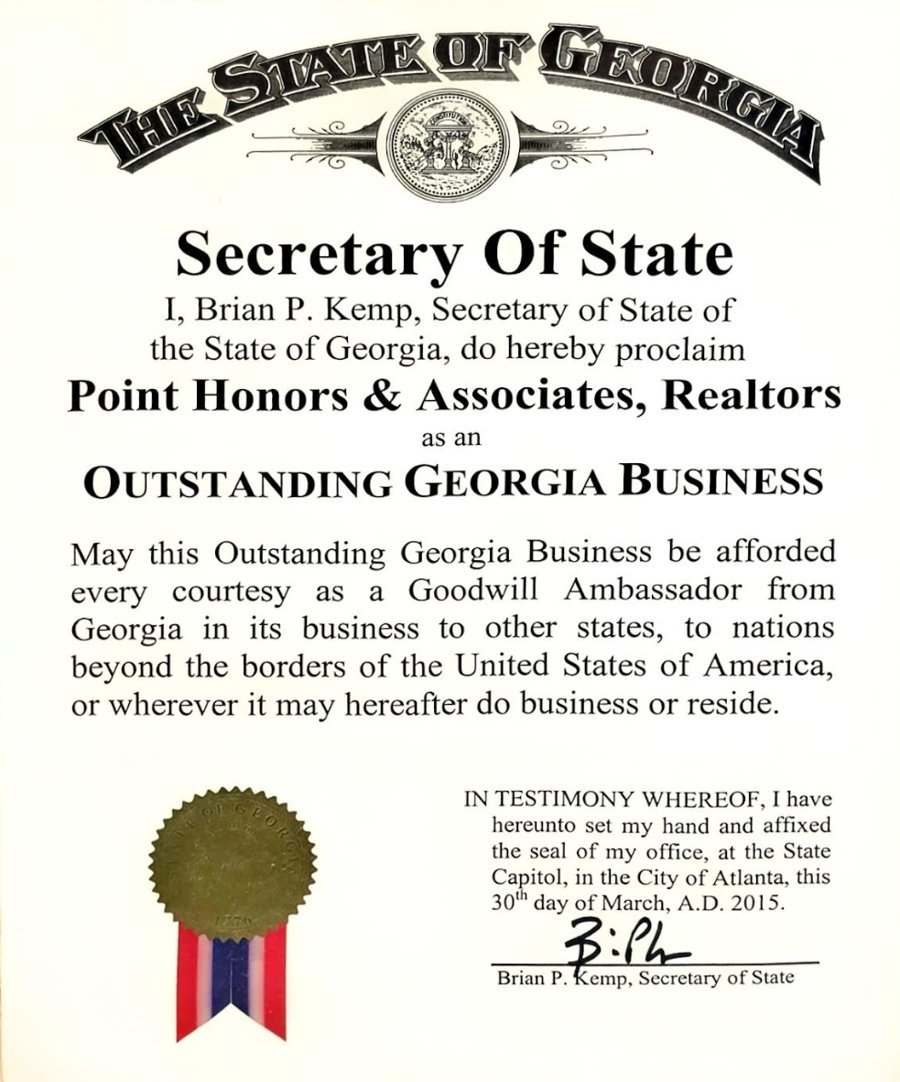 THE STATE OF GEORGIA
CONSTITUTION
Secretary Of State
I, Brian P. Kemp, Secretary of State of
the State of Georgia, do hereby proclaim
Point Honors & Associates, Realtors
as an
OUTSTANDING GEORGIA BUSINESS
May this Outstanding Georgia Business be afforded
every courtesy as a Goodwill Ambassador from
Georgia in its business to other states, to nations
beyond the borders of the United States of America,
or wherever it may hereafter do business or reside.
STATE OF GEORGIA
1776
IN TESTIMONY WHEREOF, I have
hereunto set my hand and affixed
the seal of my office, at the State
Capitol, in the City of Atlanta, this
30th day of March, A.D. 2015.
Brian P. Kemp, Secretary of State